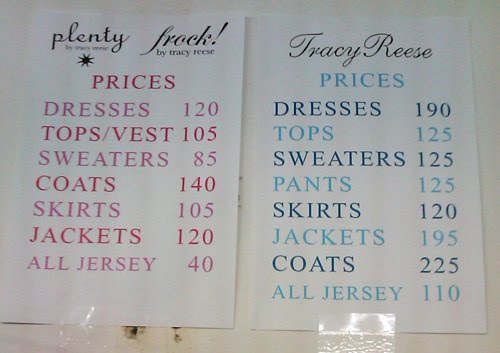 plenty frock!
by tracy reese by tracy reese
PRICES
DRESSES 120
TOPS/VEST 105
SWEATERS 85
COATS 140
SKIRTS 105
JACKETS 120
ALL JERSEY 40
Tracy Reese
PRICES
DRESSES 190
TOPS 125
SWEATERS 125
PANTS 125
SKIRTS 120
JACKETS 195
COATS 225
ALL JERSEY 110